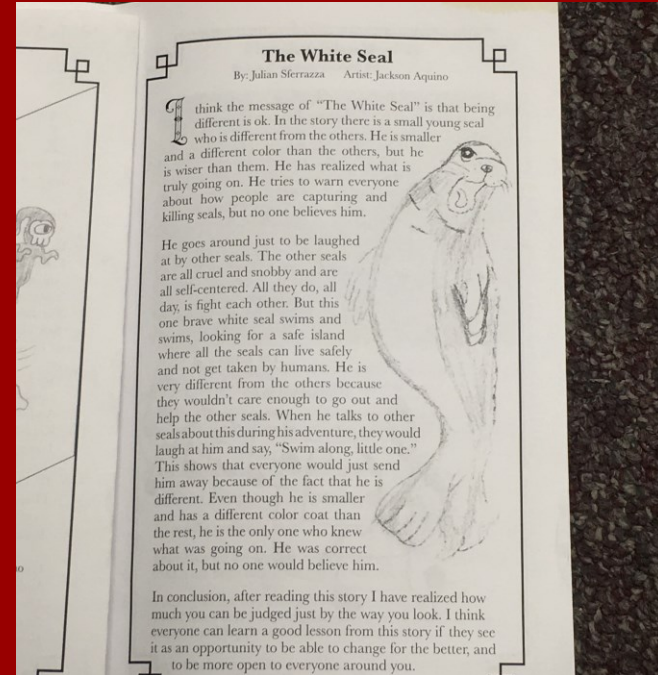 The White Seal
By: Julian Sferrazza Artist: Jackson Aquino
I think the message of "The White Seal" is that being
different is ok. In the story there is a small young seal
who is different from the others. He is smaller
and a different color than the others, but he
is wiser than them. He has realized what is
truly going on. He tries to warn everyone
about how people are capturing and
killing seals, but no one believes him.
He goes around just to be laughed
at by other seals. The other seals
are all cruel and snobby and are
all self-centered. All they do, all
day, is fight each other. But this
one brave white seal swims and
swims, looking for a safe island
where all the seals can live safely
and not get taken by humans. He is
very different from the others because
they wouldn't care enough to go out and
help the other seals. When he talks to other
seals about this during his adventure, they would
laugh at him and say, "Swim along, little one."
This shows that everyone would just send
him away because of the fact that he is
different. Even though he is smaller
and has a different color coat than
the rest, he is the only one who knew
what was going on. He was correct
about it, but no one would believe him.
In conclusion, after reading this story I have realized how
much you can be judged just by the way you look. I think
everyone can learn a good lesson from this story if they see
it as an opportunity to be able to change for the better, and
to be more open to everyone around you.